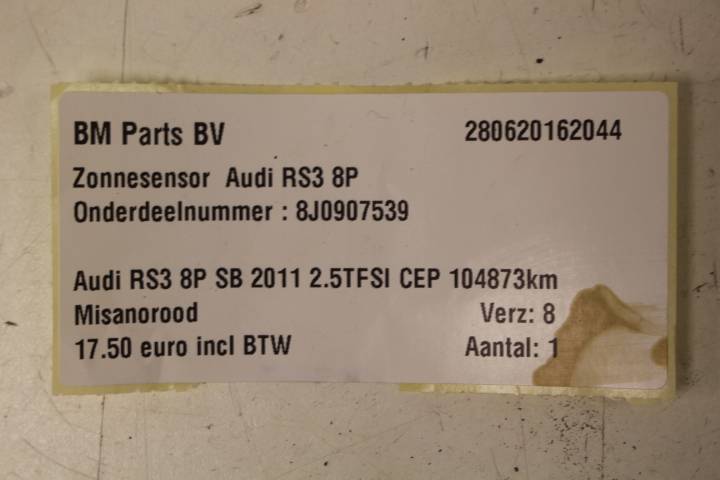 BM Parts BV 280620162044
Zonnesensor Audi RS3 8P
Onderdeelnummer : 8J0907539
Audi RS3 8P SB 2011 2.5TFSI CEP 104873km
Misanorood Verz: 8
17.50 euro incl BTW Aantal: 1